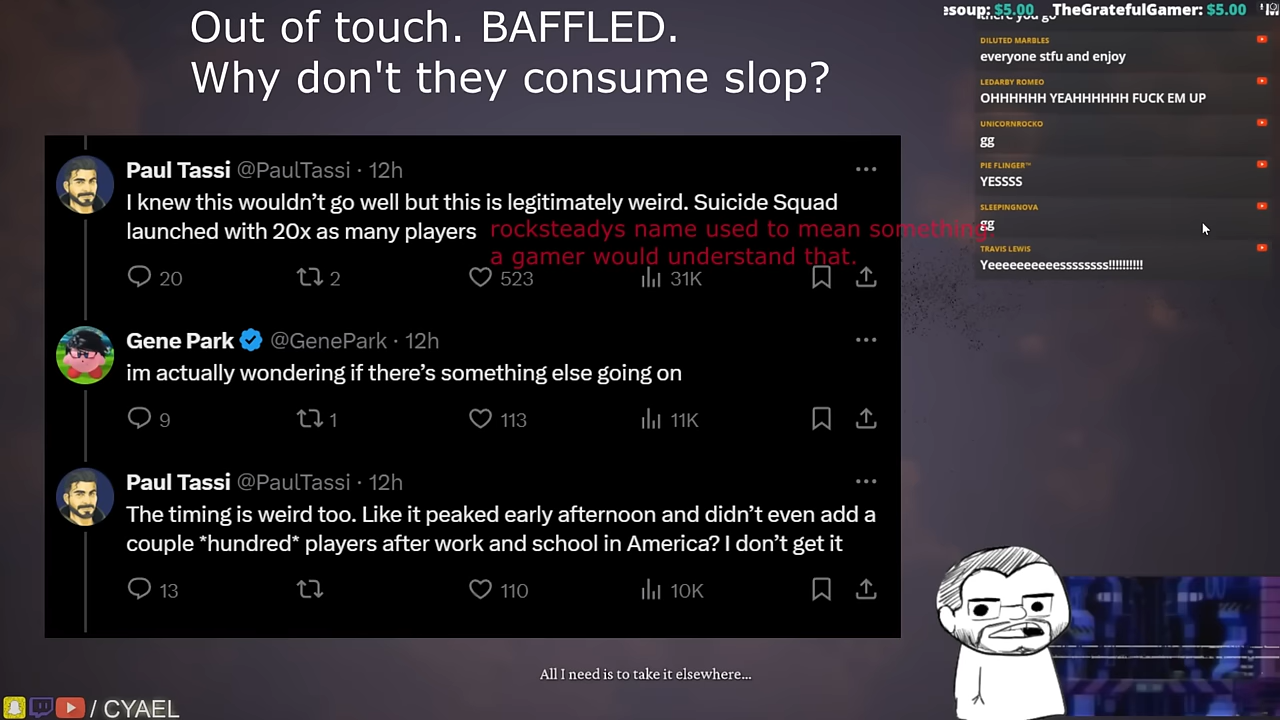 Out of touch. BAFFLED.
Why don't they consume slop?
Paul Tassi @PaulTassi · 12h
I knew this wouldn't go well but this is legitimately weird. Suicide Squad
launched with 20x as many players
rocksteadys name used to mean something
a gamer would understand that.
20 2 523 31K
Gene Park @GenePark · 12h
im actually wondering if there's something else going on
9 1 113 11K
Paul Tassi @PaulTassi · 12h
The timing is weird too. Like it peaked early afternoon and didn't even add a
couple *hundred* players after work and school in America? I don't get it
13 110 10K
esoup: $5.00 TheGratefulGamer: $5.00
there you go
DILUTED MARBLES
everyone stfu and enjoy
LEDARBY ROMEO
OHHHHHH YEAHHHHHH FUCK EM UP
UNICORNROCKO
gg
PIE FLINGER™
YESSSS
SLEEPINGNOVA
gg
TRAVIS LEWIS
Yeeeeeeeeeessssssss!!!!!!!!!!
All I need is to take it elsewhere...
/ CYAEL